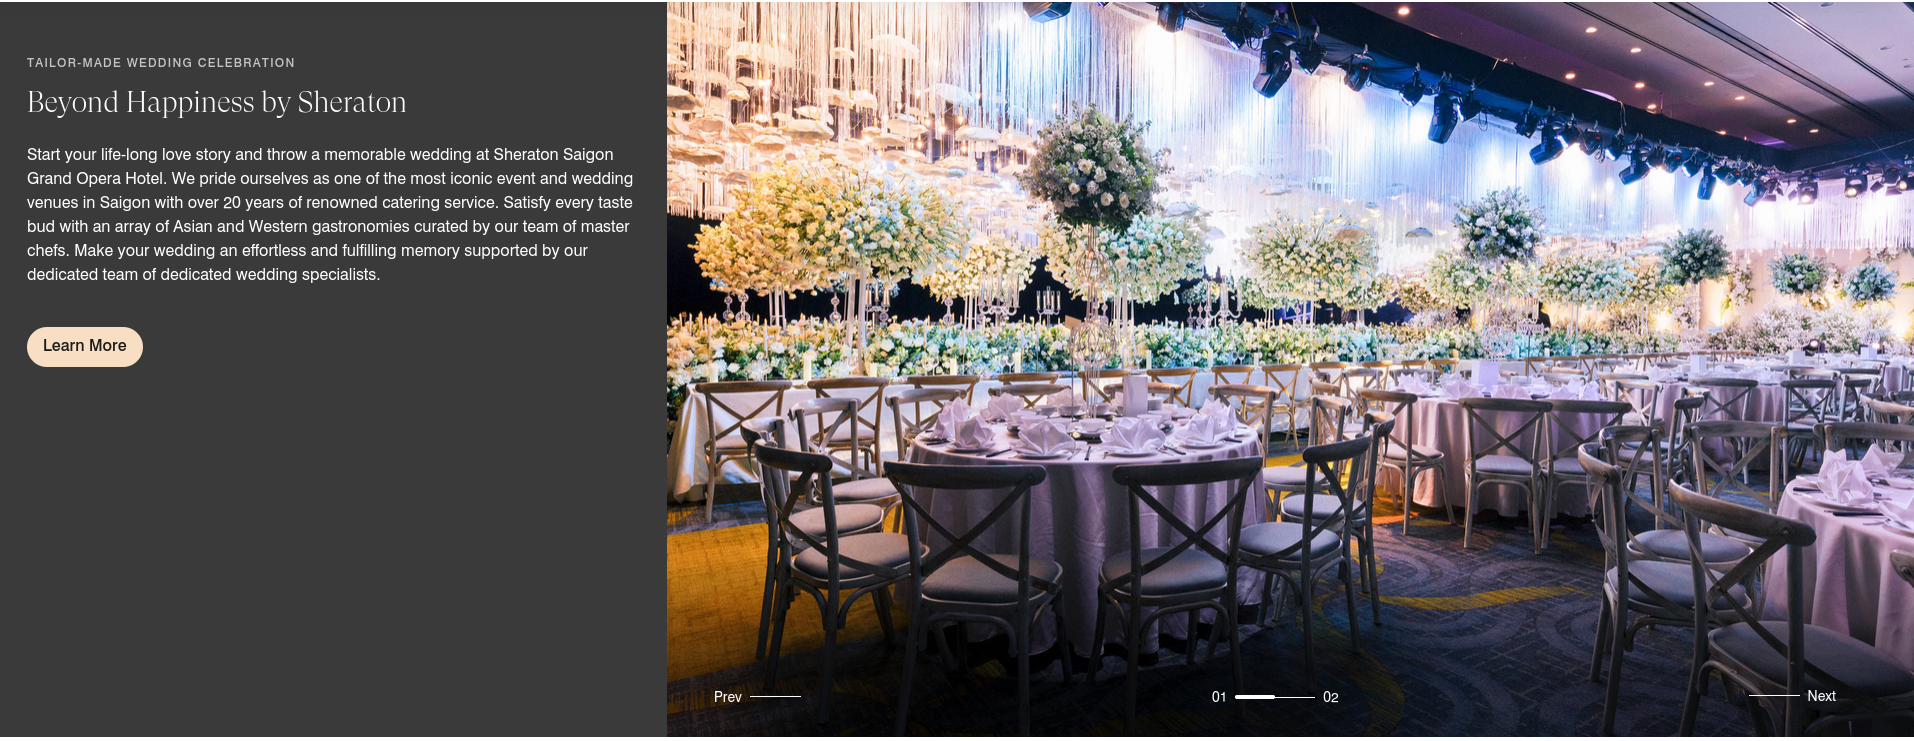 TAILOR-MADE WEDDING CELEBRATION
Beyond Happiness by Sheraton
Start your life-long love story and throw a memorable wedding at Sheraton Saigon
Grand Opera Hotel. We pride ourselves as one of the most iconic event and wedding
venues in Saigon with over 20 years of renowned catering service. Satisfy every taste
bud with an array of Asian and Western gastronomies curated by our team of master
chefs. Make your wedding an effortless and fulfilling memory supported by our
dedicated team of dedicated wedding specialists.
Learn More
Prev
01 02
Next